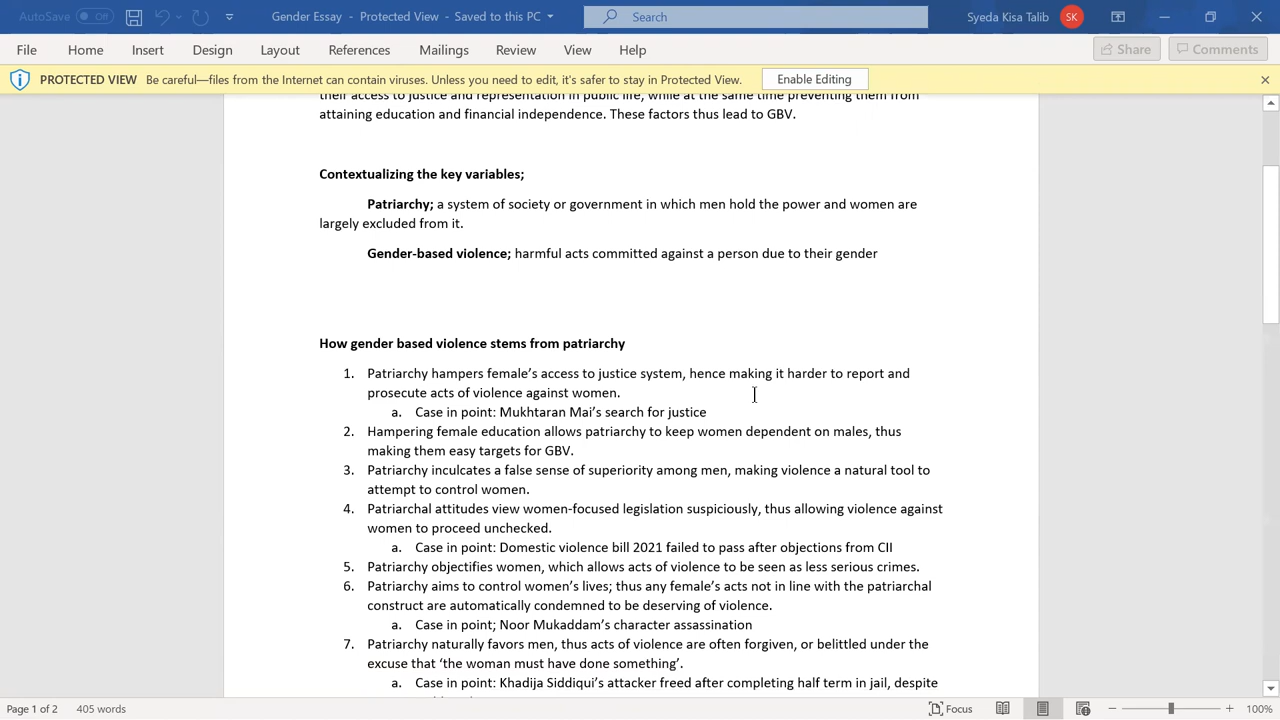 AutoSave Off Gender Essay - Protected View - Saved to this PC Search Syeda Kisa Talib SK
File Home Insert Design Layout References Mailings Review View Help Share Comments
PROTECTED VIEW Be careful—files from the Internet can contain viruses. Unless you need to edit, it's safer to stay in Protected View. Enable Editing
their access to justice and representation in public life, while at the same time preventing them from
attaining education and financial independence. These factors thus lead to GBV.
Contextualizing the key variables;
Patriarchy; a system of society or government in which men hold the power and women are
largely excluded from it.
Gender-based violence; harmful acts committed against a person due to their gender
How gender based violence stems from patriarchy
1. Patriarchy hampers female's access to justice system, hence making it harder to report and
prosecute acts of violence against women.
a. Case in point: Mukhtaran Mai's search for justice
2. Hampering female education allows patriarchy to keep women dependent on males, thus
making them easy targets for GBV.
3. Patriarchy inculcates a false sense of superiority among men, making violence a natural tool to
attempt to control women.
4. Patriarchal attitudes view women-focused legislation suspiciously, thus allowing violence against
women to proceed unchecked.
a. Case in point: Domestic violence bill 2021 failed to pass after objections from CII
5. Patriarchy objectifies women, which allows acts of violence to be seen as less serious crimes.
6. Patriarchy aims to control women's lives; thus any female's acts not in line with the patriarchal
construct are automatically condemned to be deserving of violence.
a. Case in point; Noor Mukaddam's character assassination
7. Patriarchy naturally favors men, thus acts of violence are often forgiven, or belittled under the
excuse that 'the woman must have done something'.
a. Case in point: Khadija Siddiqui's attacker freed after completing half term in jail, despite
Page 1 of 2 405 words Focus 100%